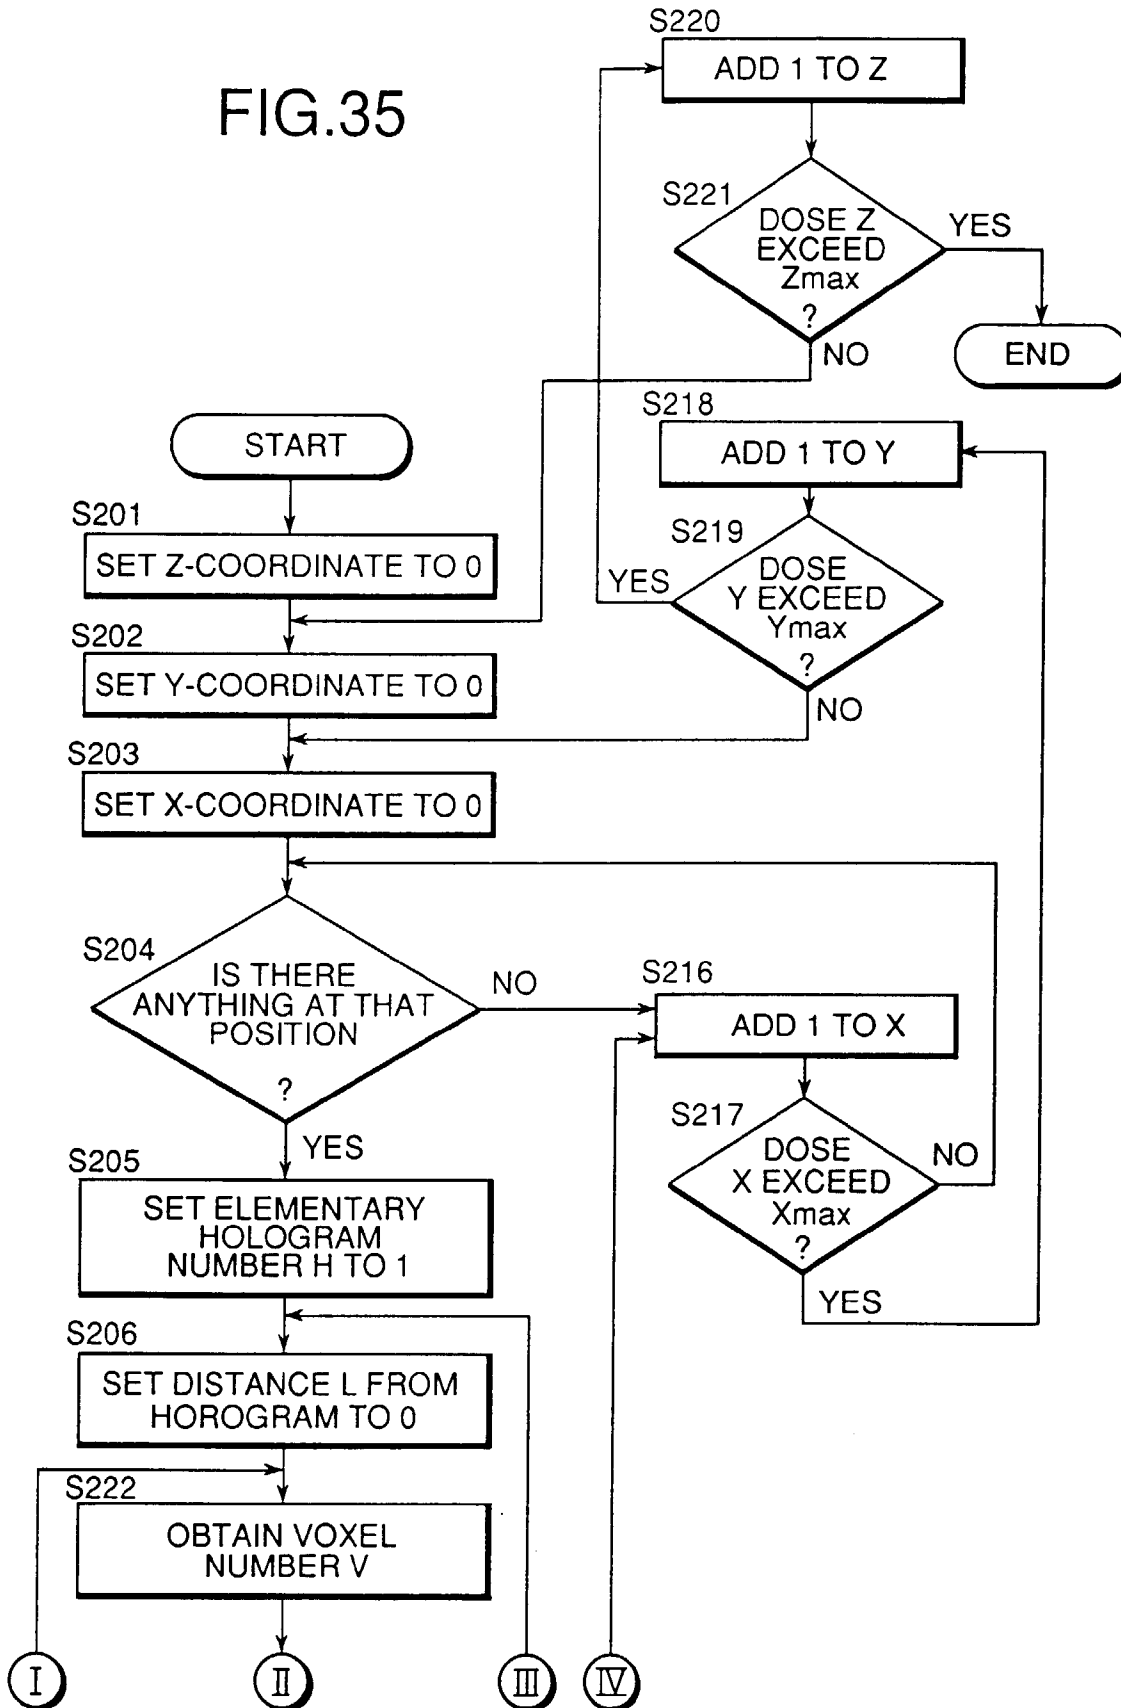 FIG.35
S220
ADD 1 TO Z
S221
DOSE Z
EXCEED
Zmax
?
YES
NO
END
S218
ADD 1 TO Y
S219
DOSE
Y EXCEED
Ymax
?
YES
NO
START
S201
SET Z-COORDINATE TO 0
S202
SET Y-COORDINATE TO 0
S203
SET X-COORDINATE TO 0
S204
IS THERE
ANYTHING AT THAT
POSITION
?
NO
YES
S216
ADD 1 TO X
S217
DOSE
X EXCEED
Xmax
?
NO
YES
S205
SET ELEMENTARY
HOLOGRAM
NUMBER H TO 1
S206
SET DISTANCE L FROM
HOROGRAM TO 0
S222
OBTAIN VOXEL
NUMBER V
I
II
III
IV